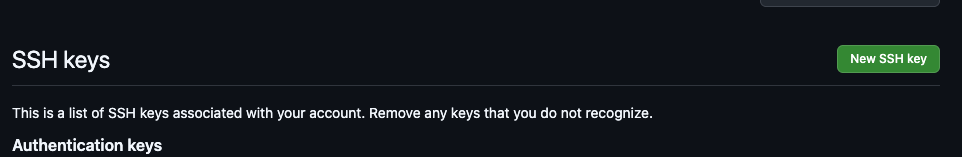 SSH keys
New SSH key
This is a list of SSH keys associated with your account. Remove any keys that you do not recognize.
Authentication keys